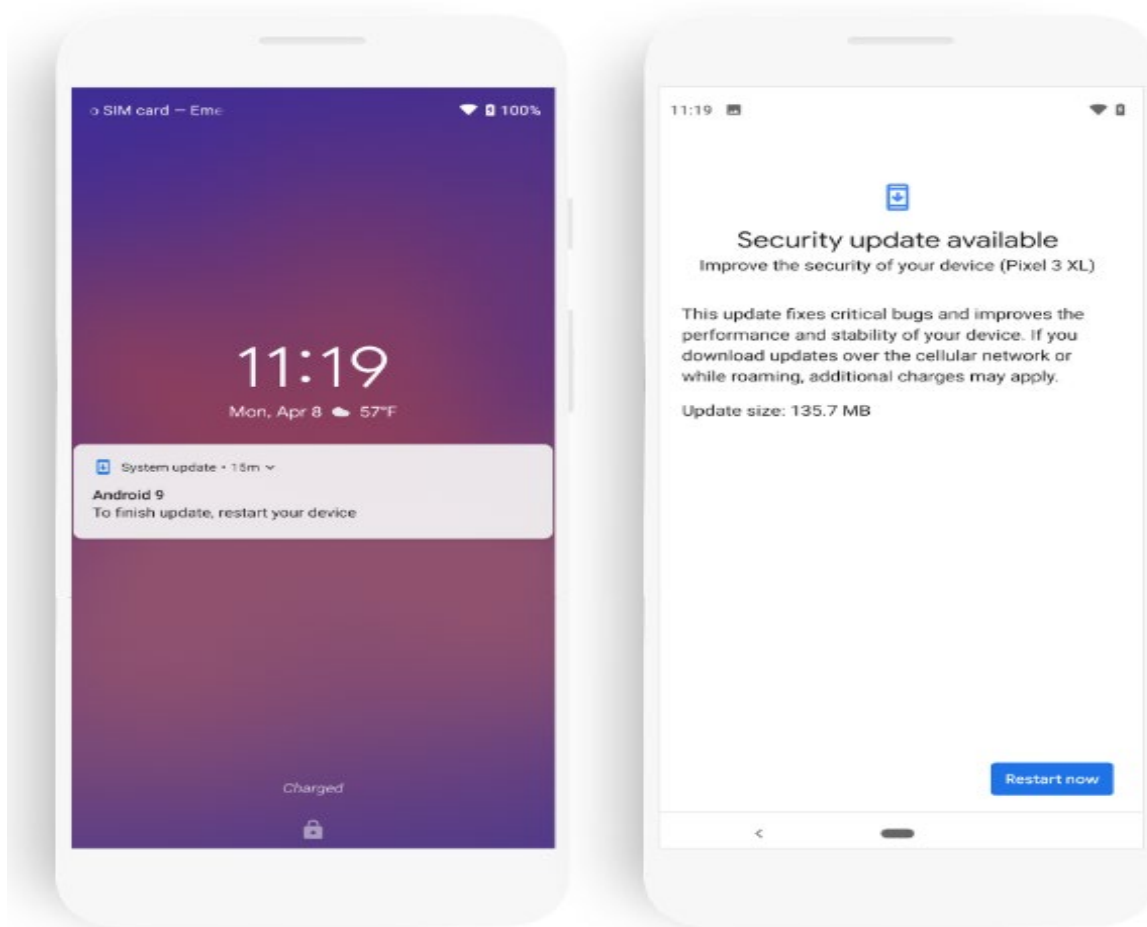 o SIM card — Eme
100%
11:19
Mon, Apr 8 57°F
System update • 15m
Android 9
To finish update, restart your device
Charged
11:19
Security update available
Improve the security of your device (Pixel 3 XL)
This update fixes critical bugs and improves the
performance and stability of your device. If you
download updates over the cellular network or
while roaming, additional charges may apply.
Update size: 135.7 MB
Restart now